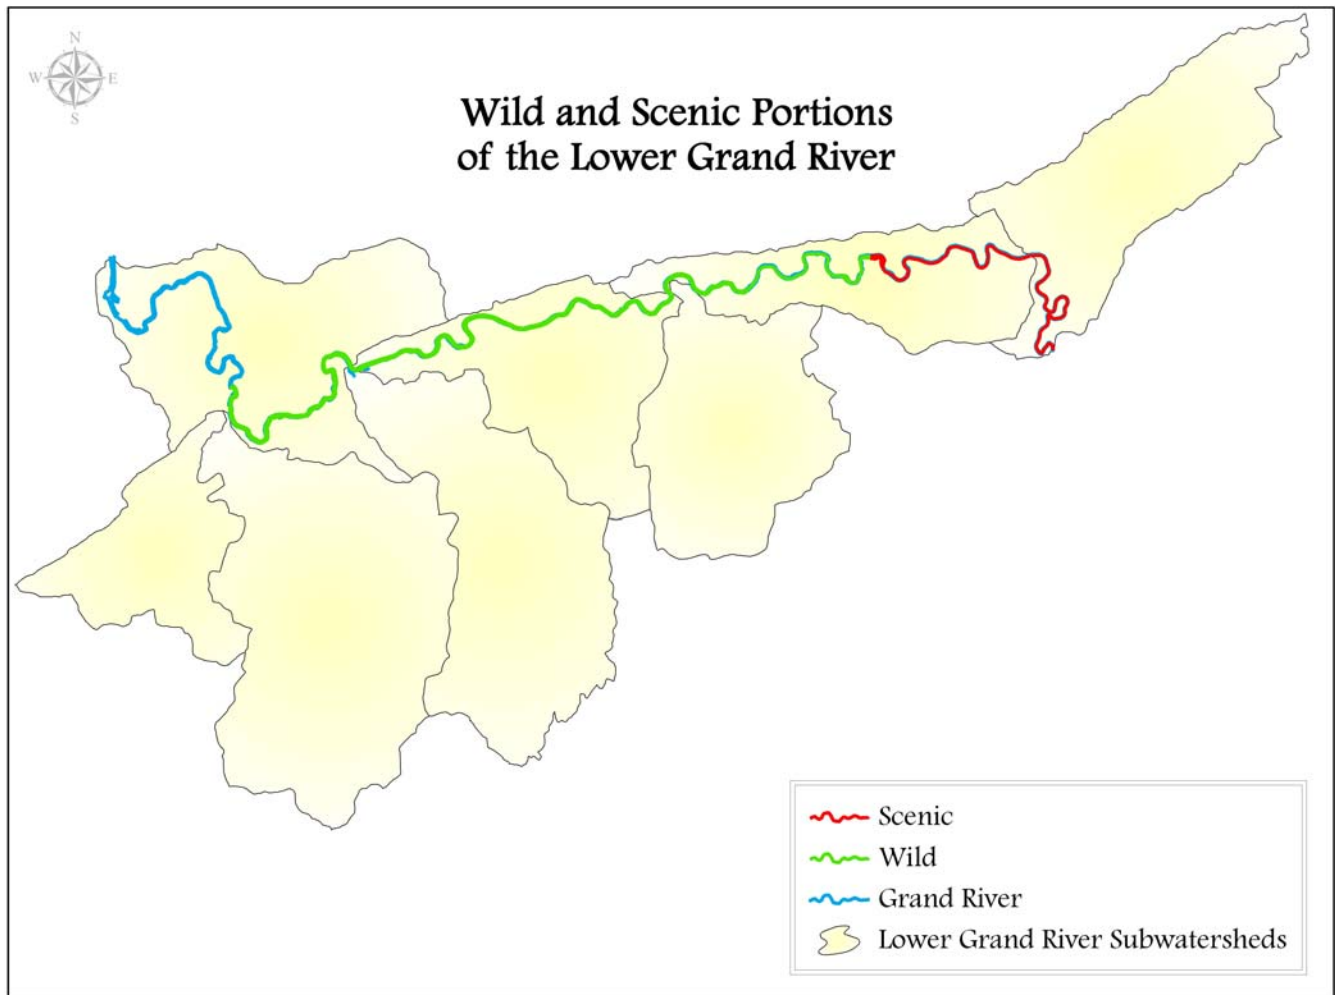 N
W E
S
Wild and Scenic Portions
of the Lower Grand River
Scenic
Wild
Grand River
Lower Grand River Subwatersheds